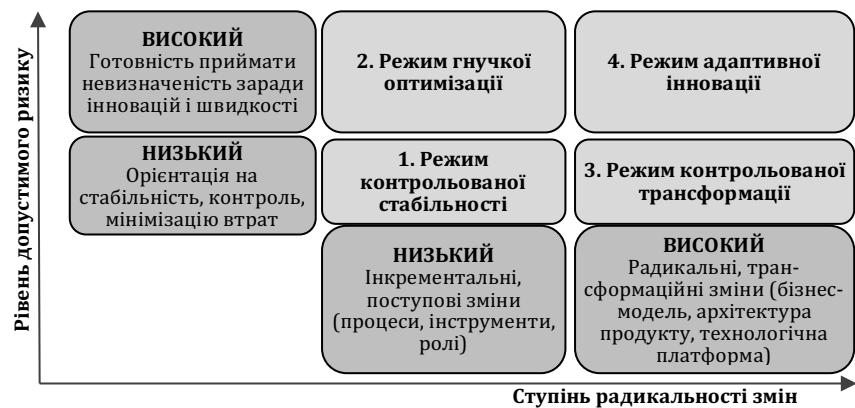 Рівень допустимого ризику
ВИСОКИЙ
Готовність приймати
невизначеність заради
інновацій і швидкості
2. Режим гнучкої
оптимізації
4. Режим адаптивної
інновації
НИЗЬКИЙ
Орієнтація на
стабільність, контроль,
мінімізацію втрат
1. Режим
контрольованої
стабільності
3. Режим контрольованої
трансформації
НИЗЬКИЙ
Інкрементальні,
поступові зміни
(процеси, інструменти,
ролі)
ВИСОКИЙ
Радикальні, тран-
сформаційні зміни (бізнес-
модель, архітектура
продукту, технологічна
платформа)
Ступінь радикальності змін